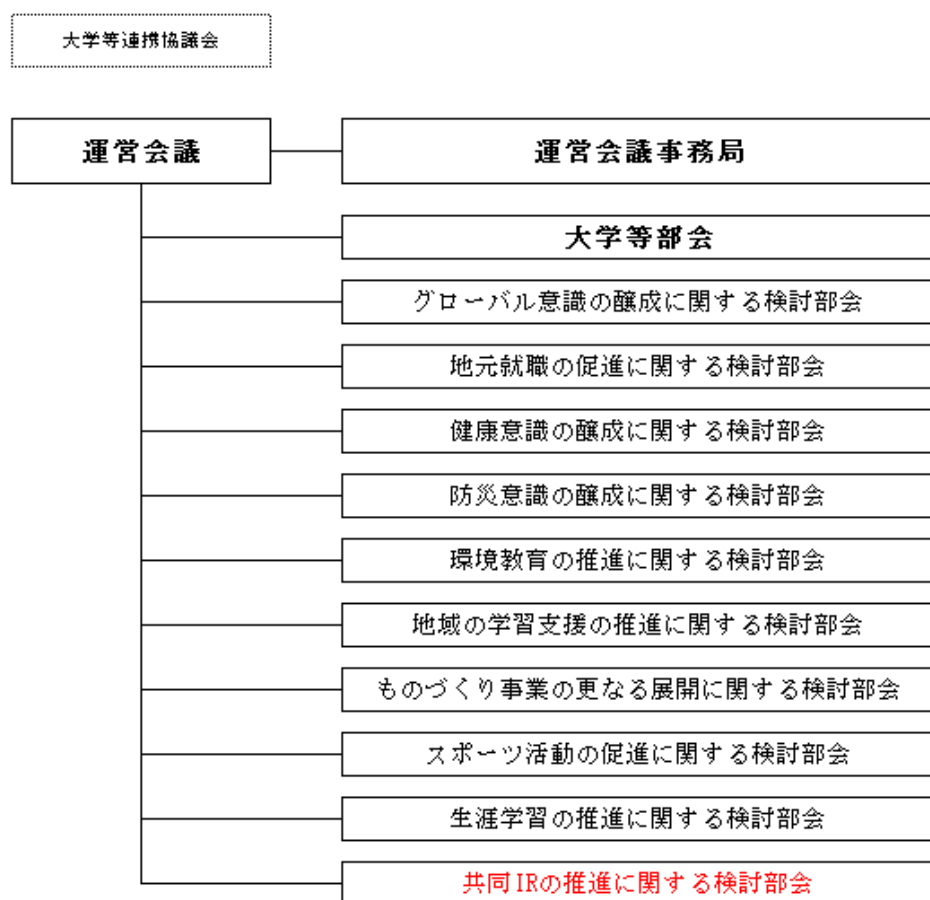 大学等連携協議会
運営会議
運営会議事務局
大学等部会
グローバル意識の醸成に関する検討部会
地元就職の促進に関する検討部会
健康意識の醸成に関する検討部会
防災意識の醸成に関する検討部会
環境教育の推進に関する検討部会
地域の学習支援の推進に関する検討部会
ものづくり事業の更なる展開に関する検討部会
スポーツ活動の促進に関する検討部会
生涯学習の推進に関する検討部会
共同IRの推進に関する検討部会